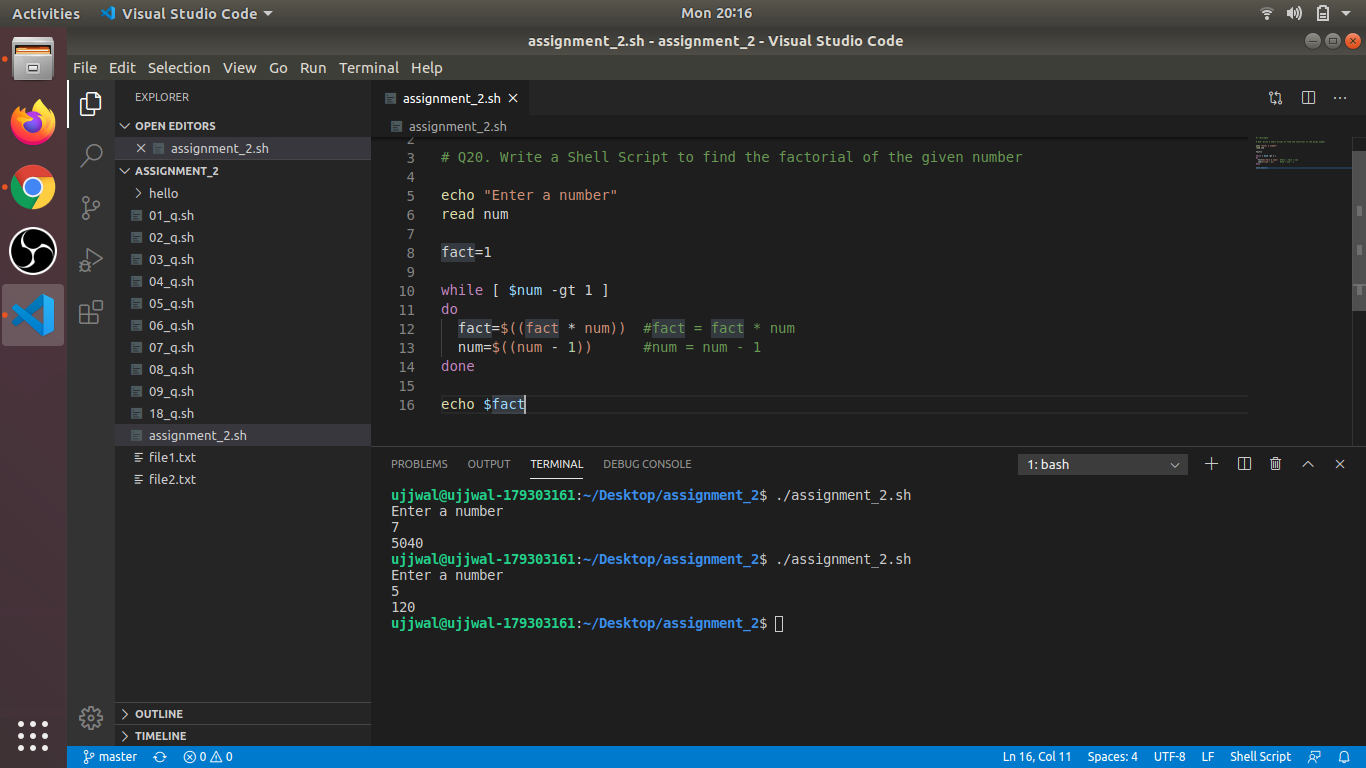 Activities Visual Studio Code Mon 20:16
assignment_2.sh - assignment_2 - Visual Studio Code
File Edit Selection View Go Run Terminal Help
EXPLORER
OPEN EDITORS
assignment_2.sh
ASSIGNMENT_2
hello
01_q.sh
02_q.sh
03_q.sh
04_q.sh
05_q.sh
06_q.sh
07_q.sh
08_q.sh
09_q.sh
18_q.sh
assignment_2.sh
file1.txt
file2.txt
OUTLINE
TIMELINE
assignment_2.sh
assignment_2.sh
2
3 # Q20. Write a Shell Script to find the factorial of the given number
4
5 echo "Enter a number"
6 read num
7
8 fact=1
9
10 while [ $num -gt 1 ]
11 do
12 fact=$((fact * num)) #fact = fact * num
13 num=$((num - 1)) #num = num - 1
14 done
15
16 echo $fact
PROBLEMS OUTPUT TERMINAL DEBUG CONSOLE 1: bash
ujjwal@ujjwal-179303161:~/Desktop/assignment_2$ ./assignment_2.sh
Enter a number
7
5040
ujjwal@ujjwal-179303161:~/Desktop/assignment_2$ ./assignment_2.sh
Enter a number
5
120
ujjwal@ujjwal-179303161:~/Desktop/assignment_2$
master 0 0 Ln 16, Col 11 Spaces: 4 UTF-8 LF Shell Script